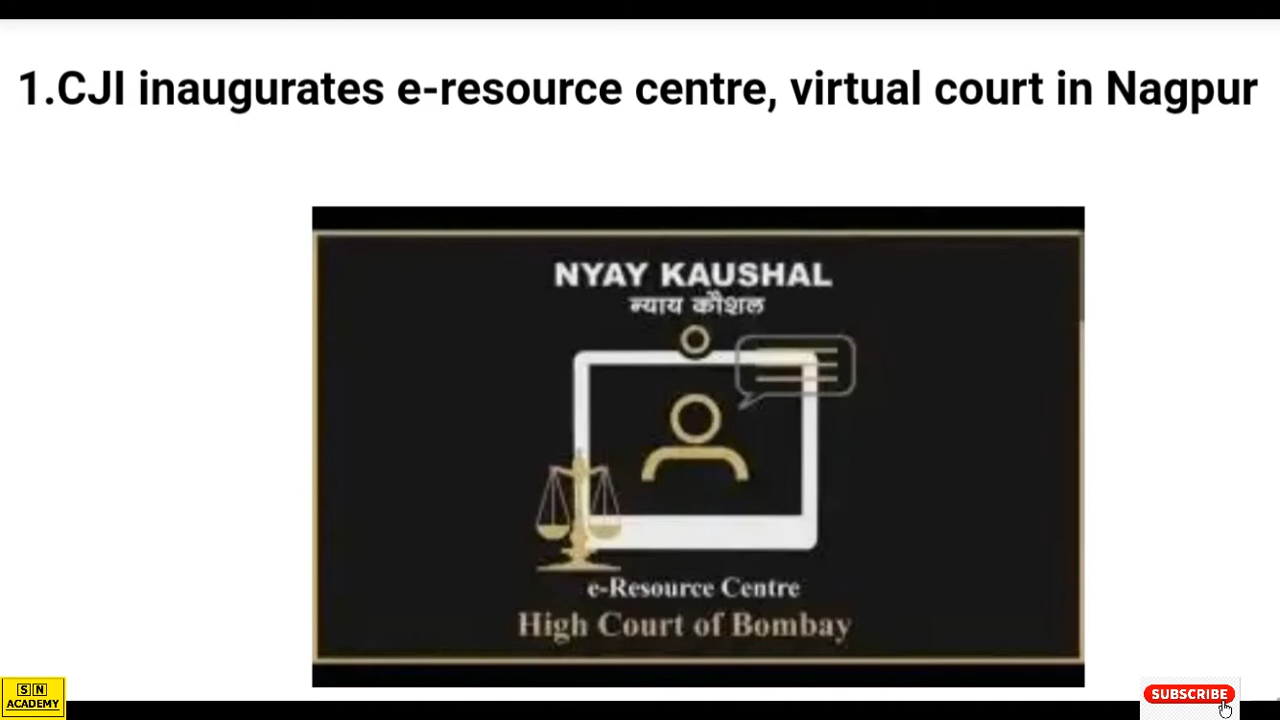 1.CJI inaugurates e-resource centre, virtual court in Nagpur
NYAY KAUSHAL
न्याय कौशल
e-Resource Centre
High Court of Bombay
S N
ACADEMY
SUBSCRIBE